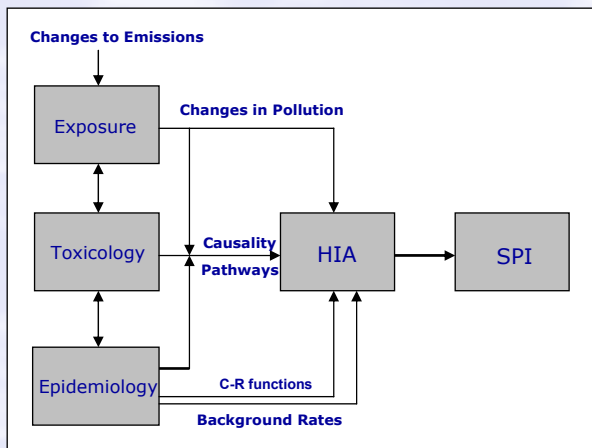 Changes to Emissions
Exposure
Changes in Pollution
Toxicology
Causality
Pathways
HIA
SPI
Epidemiology
C-R functions
Background Rates